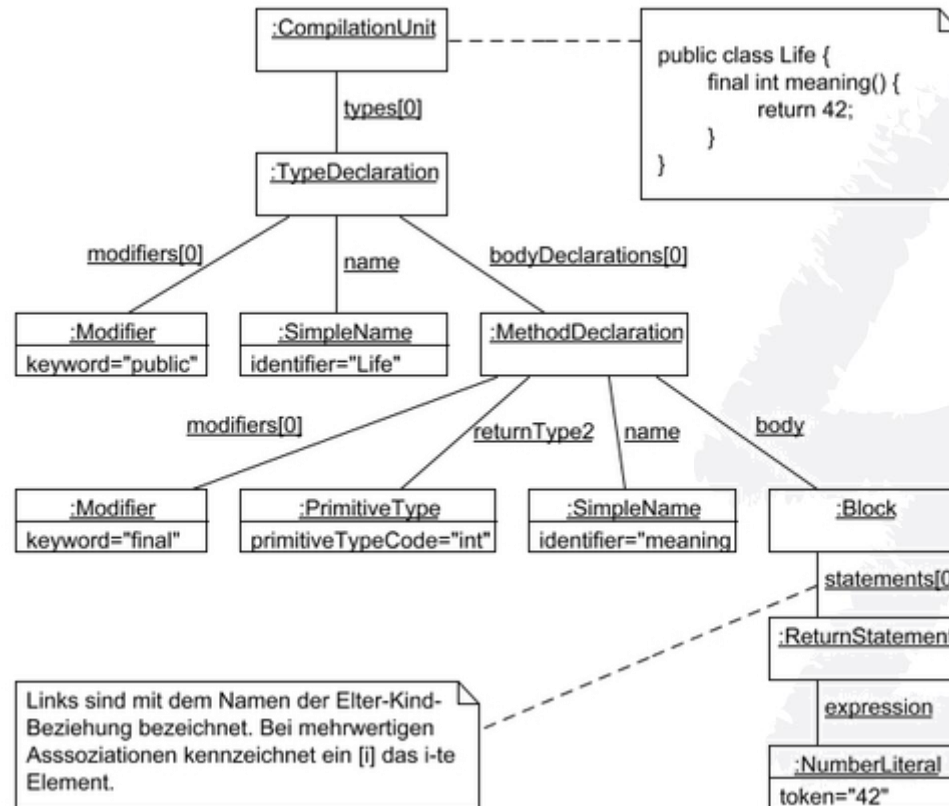 :CompilationUnit
public class Life {
final int meaning() {
return 42;
}
}
types[0]
:TypeDeclaration
modifiers[0]
name
bodyDeclarations[0]
:Modifier
keyword="public"
:SimpleName
identifier="Life"
:MethodDeclaration
modifiers[0]
returnType2
name
body
:Modifier
keyword="final"
:PrimitiveType
primitiveTypeCode="int"
:SimpleName
identifier="meaning
:Block
statements[0
:ReturnStatement
Links sind mit dem Namen der Elter-Kind-
Beziehung bezeichnet. Bei mehrwertigen
Asssoziationen kennzeichnet ein [i] das i-te
Element.
expression
:NumberLiteral
token="42"